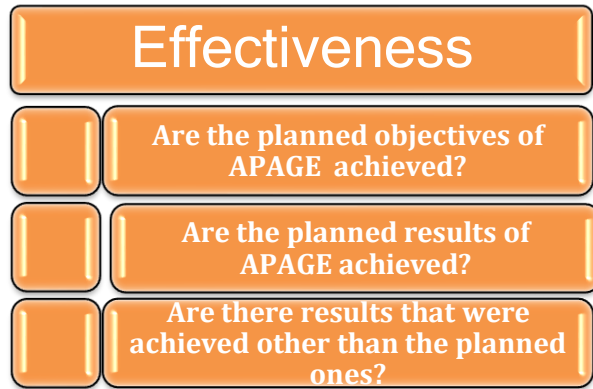 Effectiveness
Are the planned objectives of
APAGE achieved?
Are the planned results of
APAGE achieved?
Are there results that were
achieved other than the planned
ones?